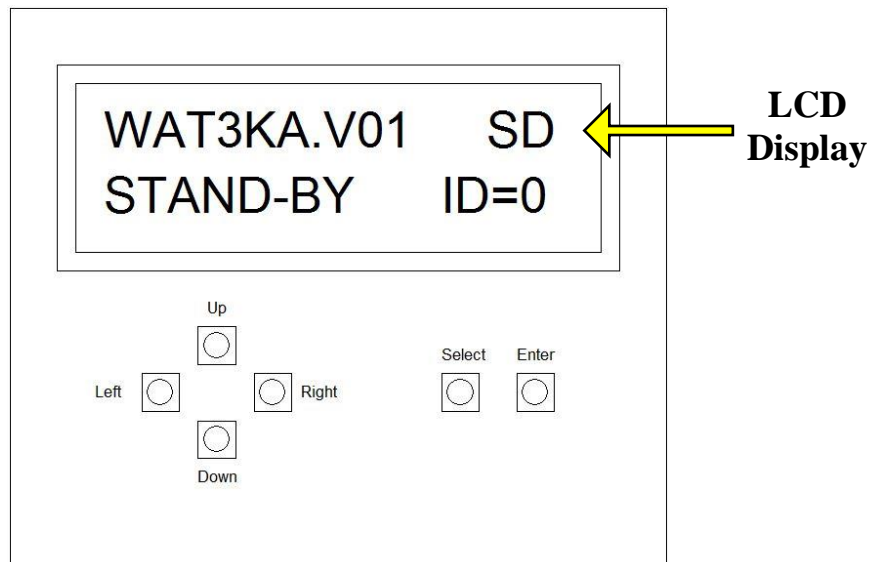 WAT3KA.V01 SD
STAND-BY ID=0
LCD
Display
Up
Left
Right
Down
Select Enter